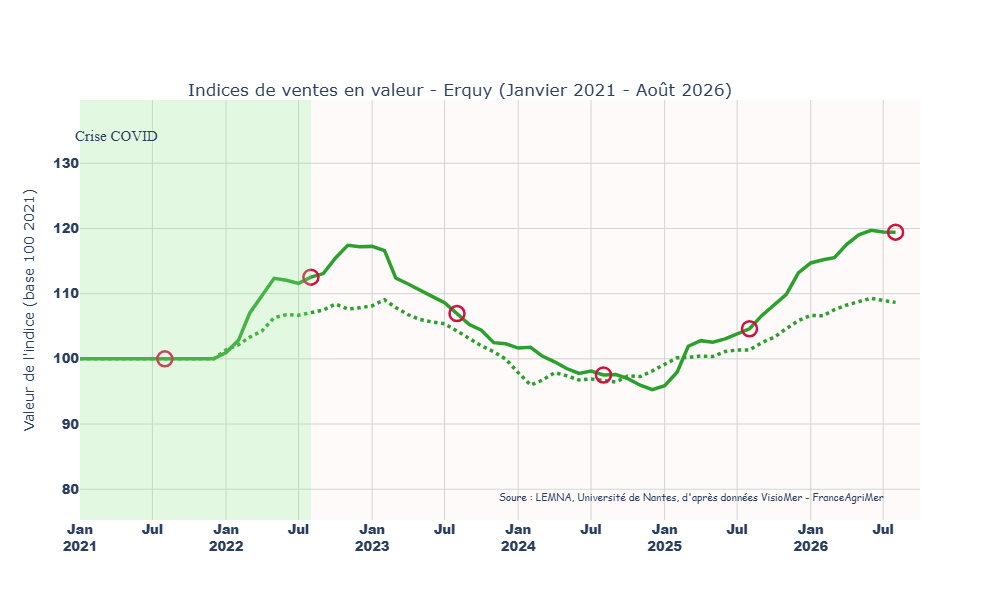 Indices de ventes en valeur - Erquy (Janvier 2021 - Août 2026)
Crise COVID
Valeur de l'indice (base 100 2021)
130
120
110
100
90
80
Soure : LEMNA, Université de Nantes, d'après données VisioMer - FranceAgriMer
Jan Jul Jan Jul Jan Jul Jan Jul Jan Jul Jan Jul
2021 2022 2023 2024 2025 2026